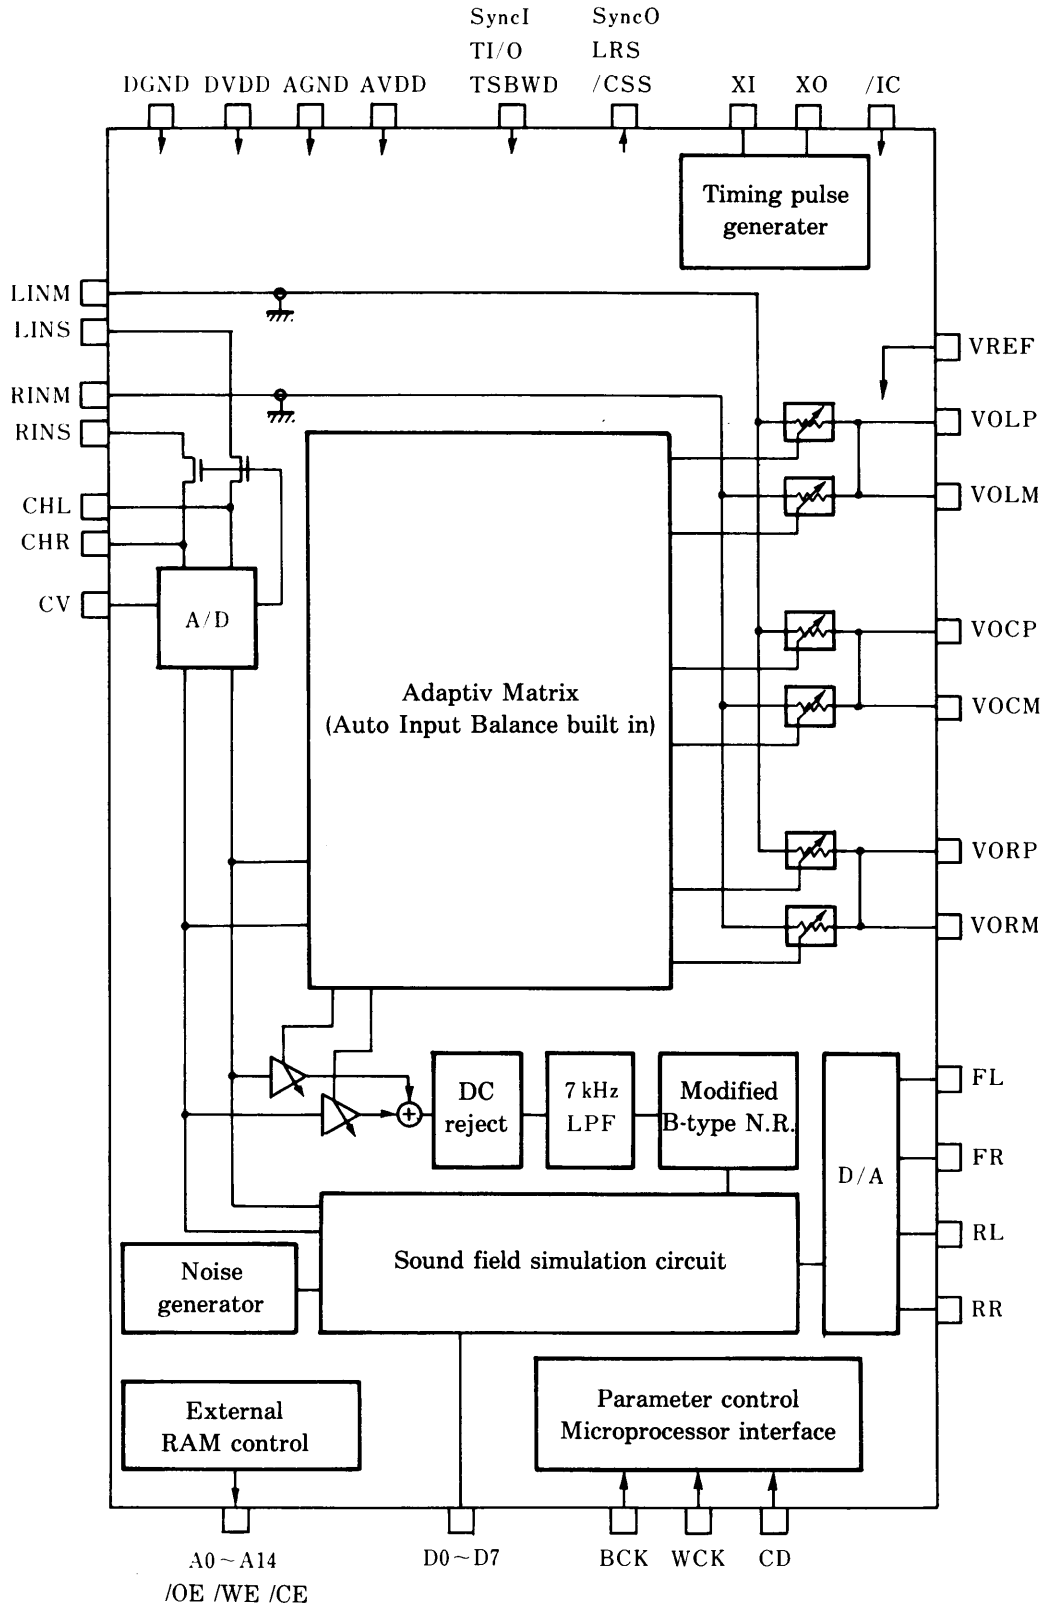 SyncI SyncO
TI/O LRS
DGND DVDD AGND AVDD TSBWD /CSS XI XO /IC
Timing pulse
generater
LINM
LINS
VREF
RINM
VOLP
RINS
VOLM
CHL
CHR
CV
A/D
VOCP
Adaptiv Matrix
(Auto Input Balance built in)
VOCM
VORP
VORM
DC
reject
7 kHz
LPF
Modified
B-type N.R.
FL
FR
D/A
RL
Sound field simulation circuit
Noise
generator
RR
External
RAM control
Parameter control
Microprocessor interface
A0~A14
/OE /WE /CE
D0~D7
BCK WCK CD